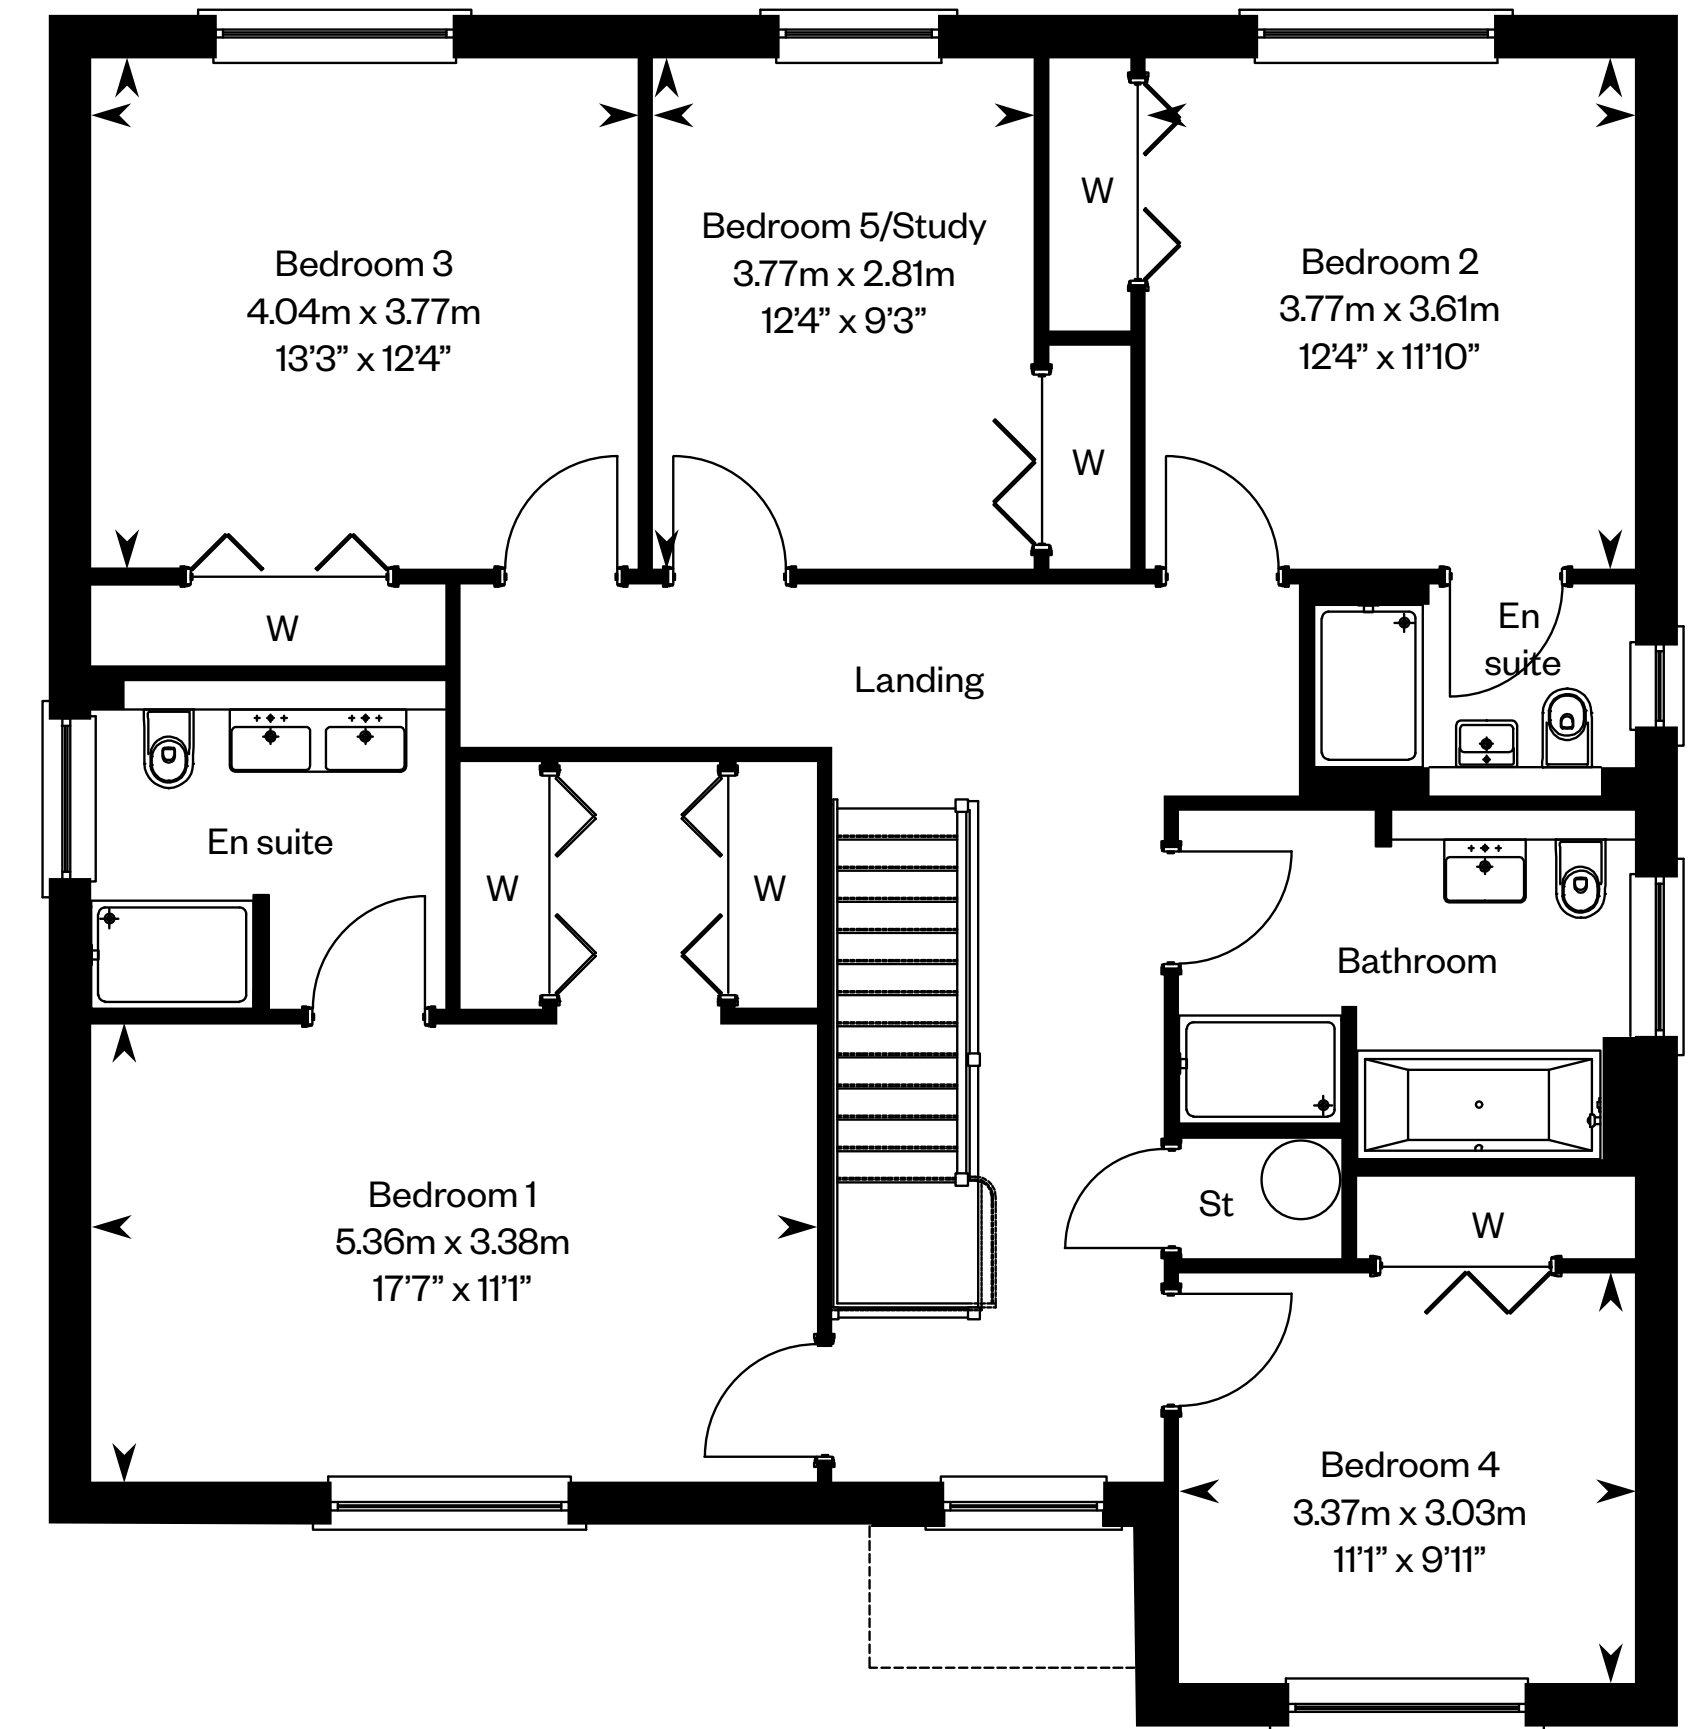 Bedroom 3
4.04m x 3.77m
13’3” x 12’4”
Bedroom 5/Study
3.77m x 2.81m
12’4” x 9’3”
W
W
Bedroom 2
3.77m x 3.61m
12’4” x 11’10”
W
Landing
En
suite
En suite
W
W
Bathroom
Bedroom 1
5.36m x 3.38m
17’7” x 11’1”
St
W
Bedroom 4
3.37m x 3.03m
11’1” x 9’11”